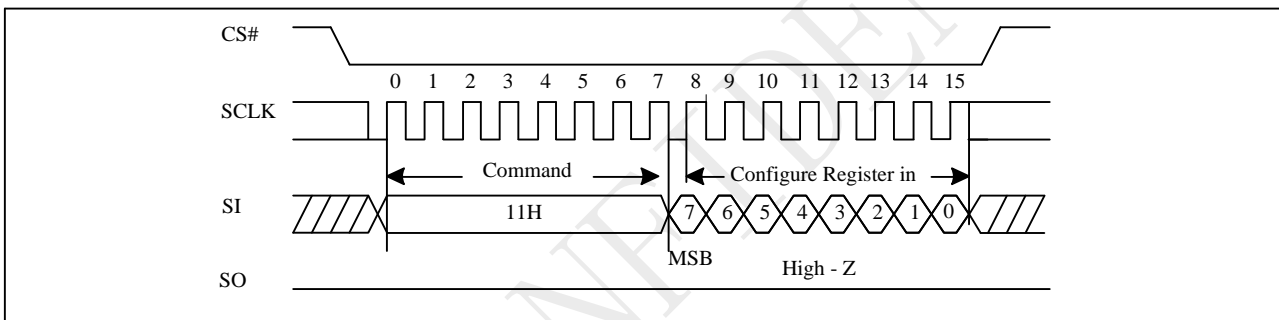 CS#
0 1 2 3 4 5 6 7 8 9 10 11 12 13 14 15
SCLK
Command
Configure Register in
SI
11H
7 6 5 4 3 2 1 0
MSB
High - Z
SO